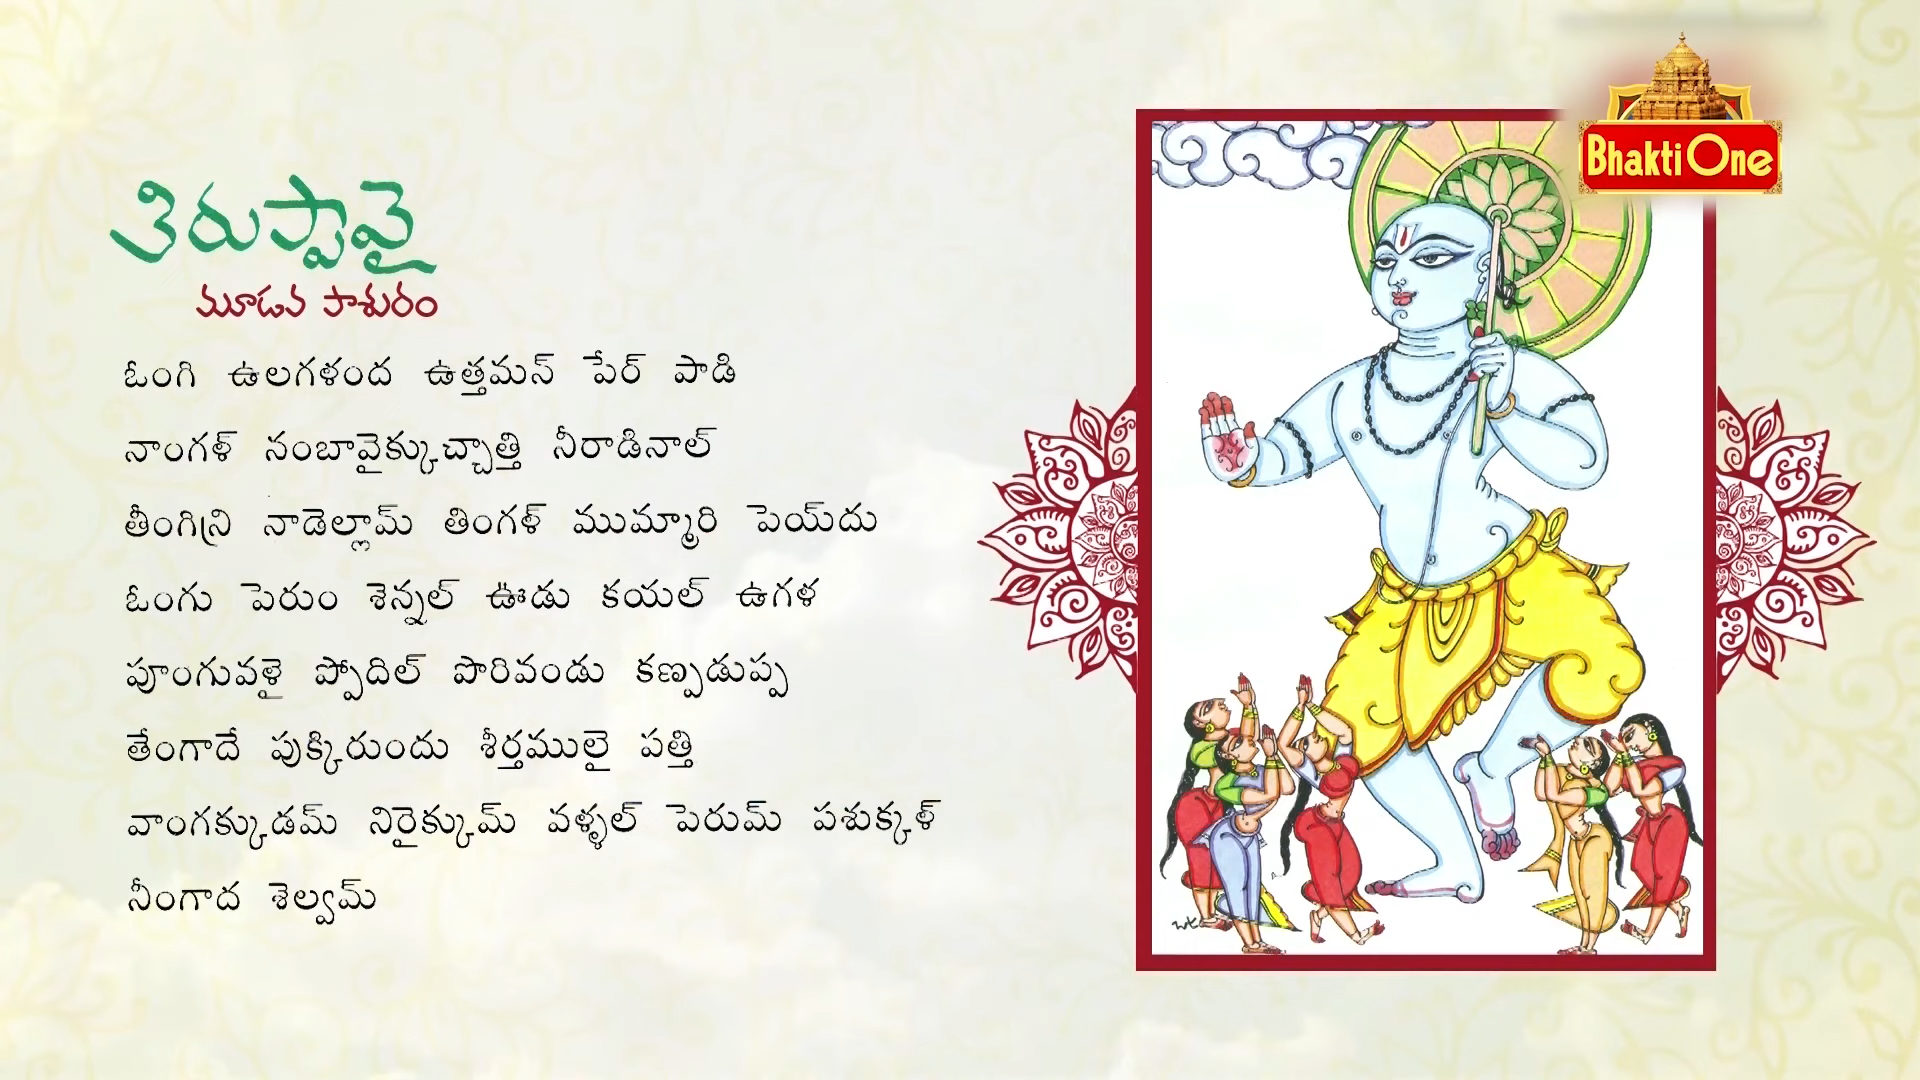 తిరుప్పావై
మూడవ పాశురం
ఓంగి ఉలగళంద ఉత్తమన్ పేర్ పాడి
నాంగళ్ నంబావైక్కుచ్చాత్తి నీరాడినాల్
తీంగిన్రి నాడెల్లామ్ తింగళ్ ముమ్మారి పెయ్‌దు
ఓంగు పెరుం శెన్నల్ ఊడు కయల్ ఉగళ
పూంగువళై ప్పోదిల్ పొరివండు కణ్పడుప్ప
తేంగాదే పుక్కిరుందు శీర్తములై పత్తి
వాంగక్కుడమ్ నిరైక్కుమ్ వళ్ళల్ పెరుమ్ పశుక్కళ్
నీంగాద శెల్వమ్
Bhakti One